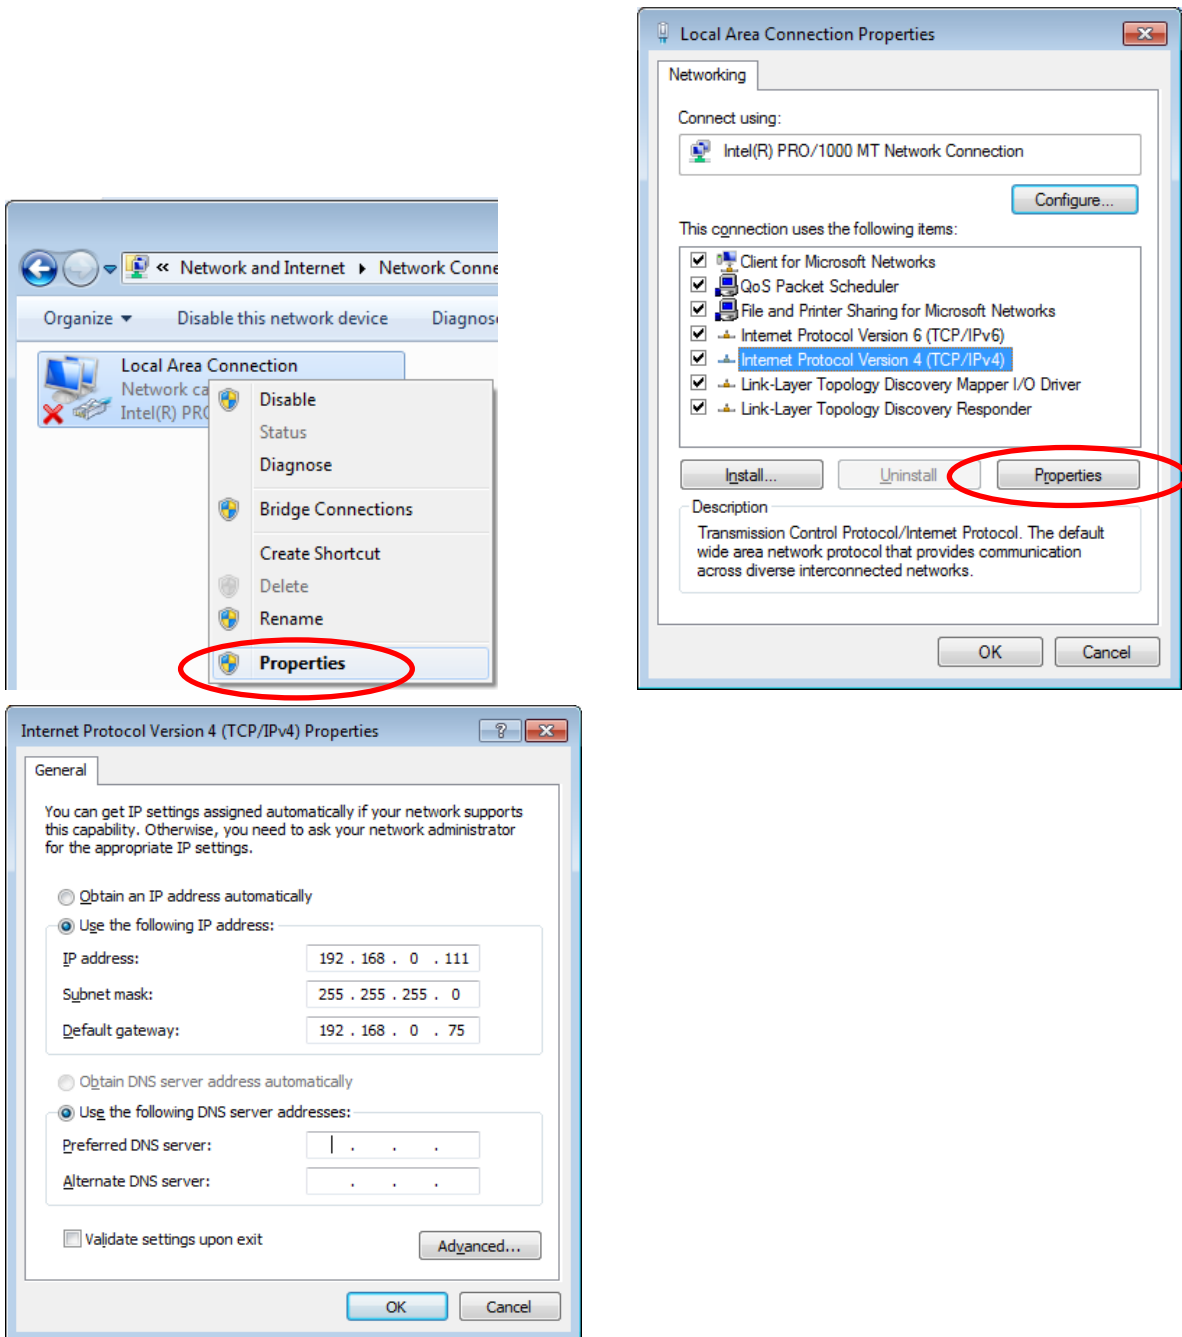 « Network and Internet ▸ Network Conne
Organize ▾ Disable this network device Diagnos
Local Area Connection
Network ca
Intel(R) PRO
Disable
Status
Diagnose
Bridge Connections
Create Shortcut
Delete
Rename
Properties
Local Area Connection Properties
Networking
Connect using:
Intel(R) PRO/1000 MT Network Connection
Configure...
This connection uses the following items:
Client for Microsoft Networks
QoS Packet Scheduler
File and Printer Sharing for Microsoft Networks
Internet Protocol Version 6 (TCP/IPv6)
Internet Protocol Version 4 (TCP/IPv4)
Link-Layer Topology Discovery Mapper I/O Driver
Link-Layer Topology Discovery Responder
Install... Uninstall Properties
Description
Transmission Control Protocol/Internet Protocol. The default
wide area network protocol that provides communication
across diverse interconnected networks.
OK Cancel
Internet Protocol Version 4 (TCP/IPv4) Properties
General
You can get IP settings assigned automatically if your network supports
this capability. Otherwise, you need to ask your network administrator
for the appropriate IP settings.
Obtain an IP address automatically
Use the following IP address:
IP address: 192 . 168 . 0 . 111
Subnet mask: 255 . 255 . 255 . 0
Default gateway: 192 . 168 . 0 . 75
Obtain DNS server address automatically
Use the following DNS server addresses:
Preferred DNS server: . . .
Alternate DNS server: . . .
Validate settings upon exit
Advanced...
OK Cancel